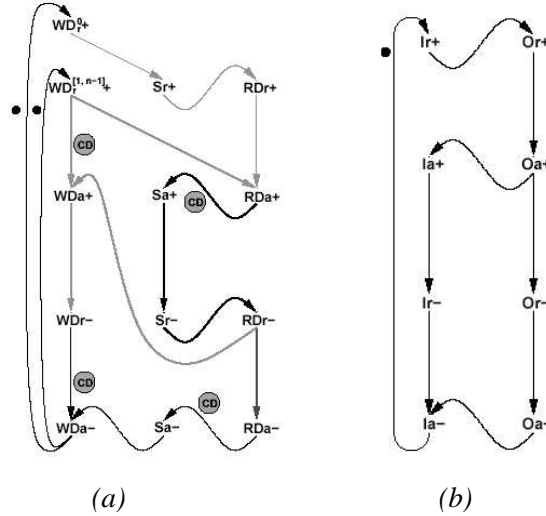 WD⁰r+
Ir+ Or+
Sr+ RDr+
WD[1, n-1]r+
CD
Ia+ Oa+
WDa+ Sa+ CD RDa+
Ir− Or−
WDr− Sr− RDr−
CD CD
WDa− Sa− RDa−
Ia− Oa−
(a) (b)